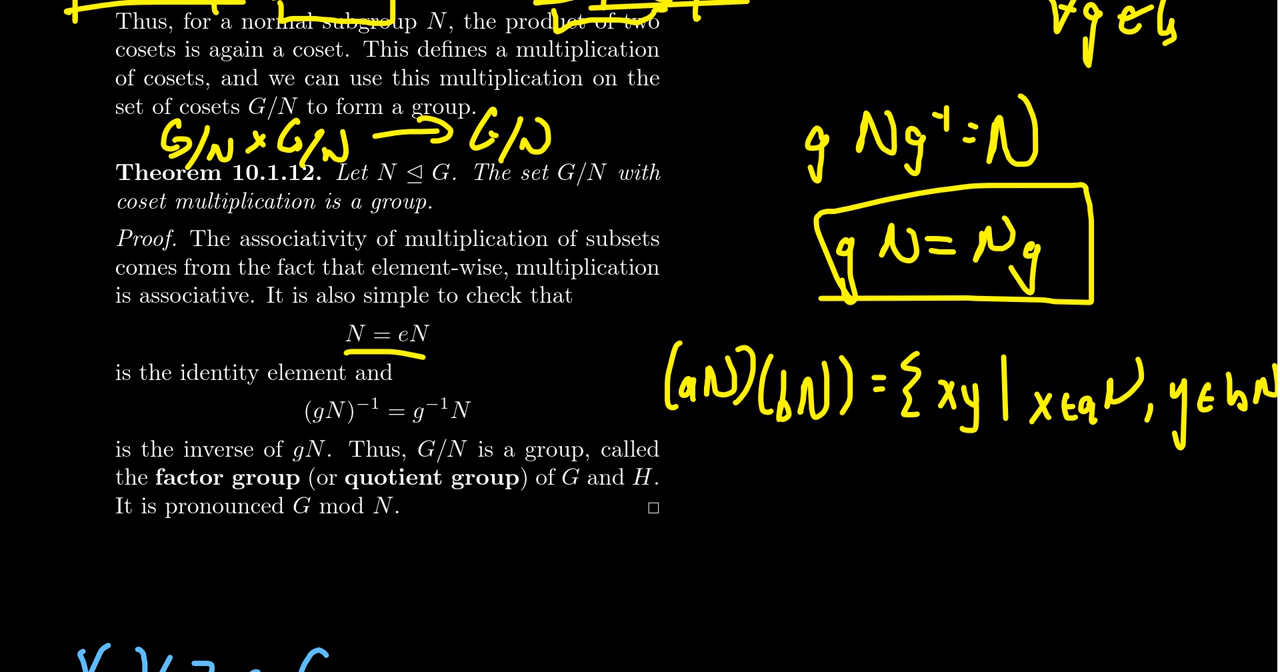 Thus, for a normal subgroup N, the product of two
cosets is again a coset. This defines a multiplication
of cosets, and we can use this multiplication on the
set of cosets G/N to form a group.
G/N × G/N → G/N
Theorem 10.1.12. Let N ⊴ G. The set G/N with
coset multiplication is a group.
Proof. The associativity of multiplication of subsets
comes from the fact that element-wise, multiplication
is associative. It is also simple to check that
N = eN
is the identity element and
(gN)⁻¹ = g⁻¹N
is the inverse of gN. Thus, G/N is a group, called
the factor group (or quotient group) of G and H.
It is pronounced G mod N. □
∀g ∈ G
g N g⁻¹ = N
g N = N g
(aN)(bN) = { xy | x ∈ aN, y ∈ bN